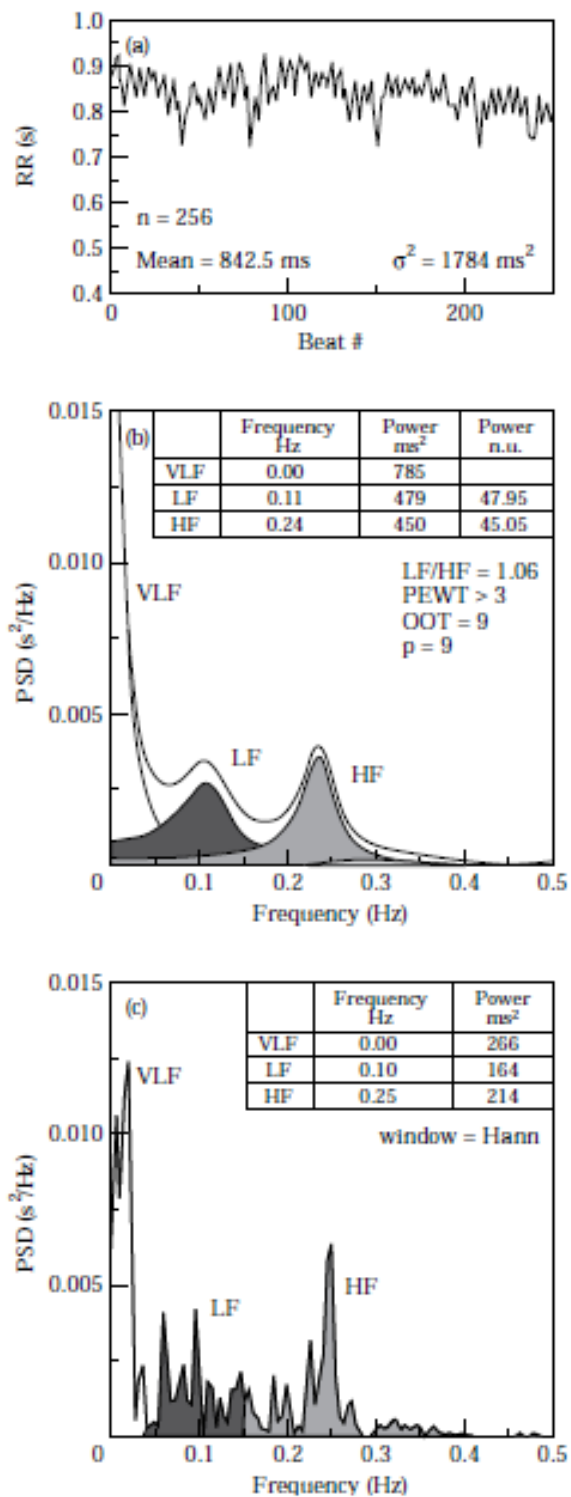 1.0
(a)
0.9
0.8
0.7
0.6
0.5
0.4
RR (s)
n = 256
Mean = 842.5 ms σ² = 1784 ms²
0 100 200
Beat #
0.015
(b)
Frequency Hz Power ms² Power n.u.
VLF 0.00 785
LF 0.11 479 47.95
HF 0.24 450 45.05
LF/HF = 1.06
PEWT > 3
OOT = 9
p = 9
0.010
VLF
PSD (s²/Hz)
0.005
LF
HF
0 0.1 0.2 0.3 0.4 0.5
Frequency (Hz)
0.015
(c)
Frequency Hz Power ms²
VLF 0.00 266
LF 0.10 164
HF 0.25 214
window = Hann
VLF
0.010
PSD (s²/Hz)
0.005
LF
HF
0 0.1 0.2 0.3 0.4 0.5
Frequency (Hz)